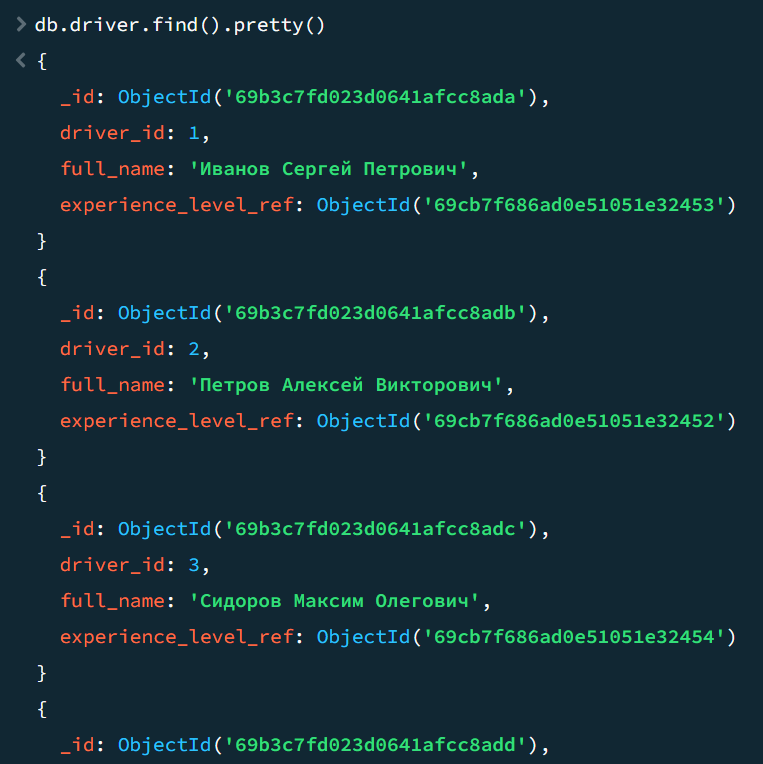 > db.driver.find().pretty()
< {
_id: ObjectId('69b3c7fd023d0641afcc8ada'),
driver_id: 1,
full_name: 'Иванов Сергей Петрович',
experience_level_ref: ObjectId('69cb7f686ad0e51051e32453')
}
{
_id: ObjectId('69b3c7fd023d0641afcc8adb'),
driver_id: 2,
full_name: 'Петров Алексей Викторович',
experience_level_ref: ObjectId('69cb7f686ad0e51051e32452')
}
{
_id: ObjectId('69b3c7fd023d0641afcc8adc'),
driver_id: 3,
full_name: 'Сидоров Максим Олегович',
experience_level_ref: ObjectId('69cb7f686ad0e51051e32454')
}
{
_id: ObjectId('69b3c7fd023d0641afcc8add'),